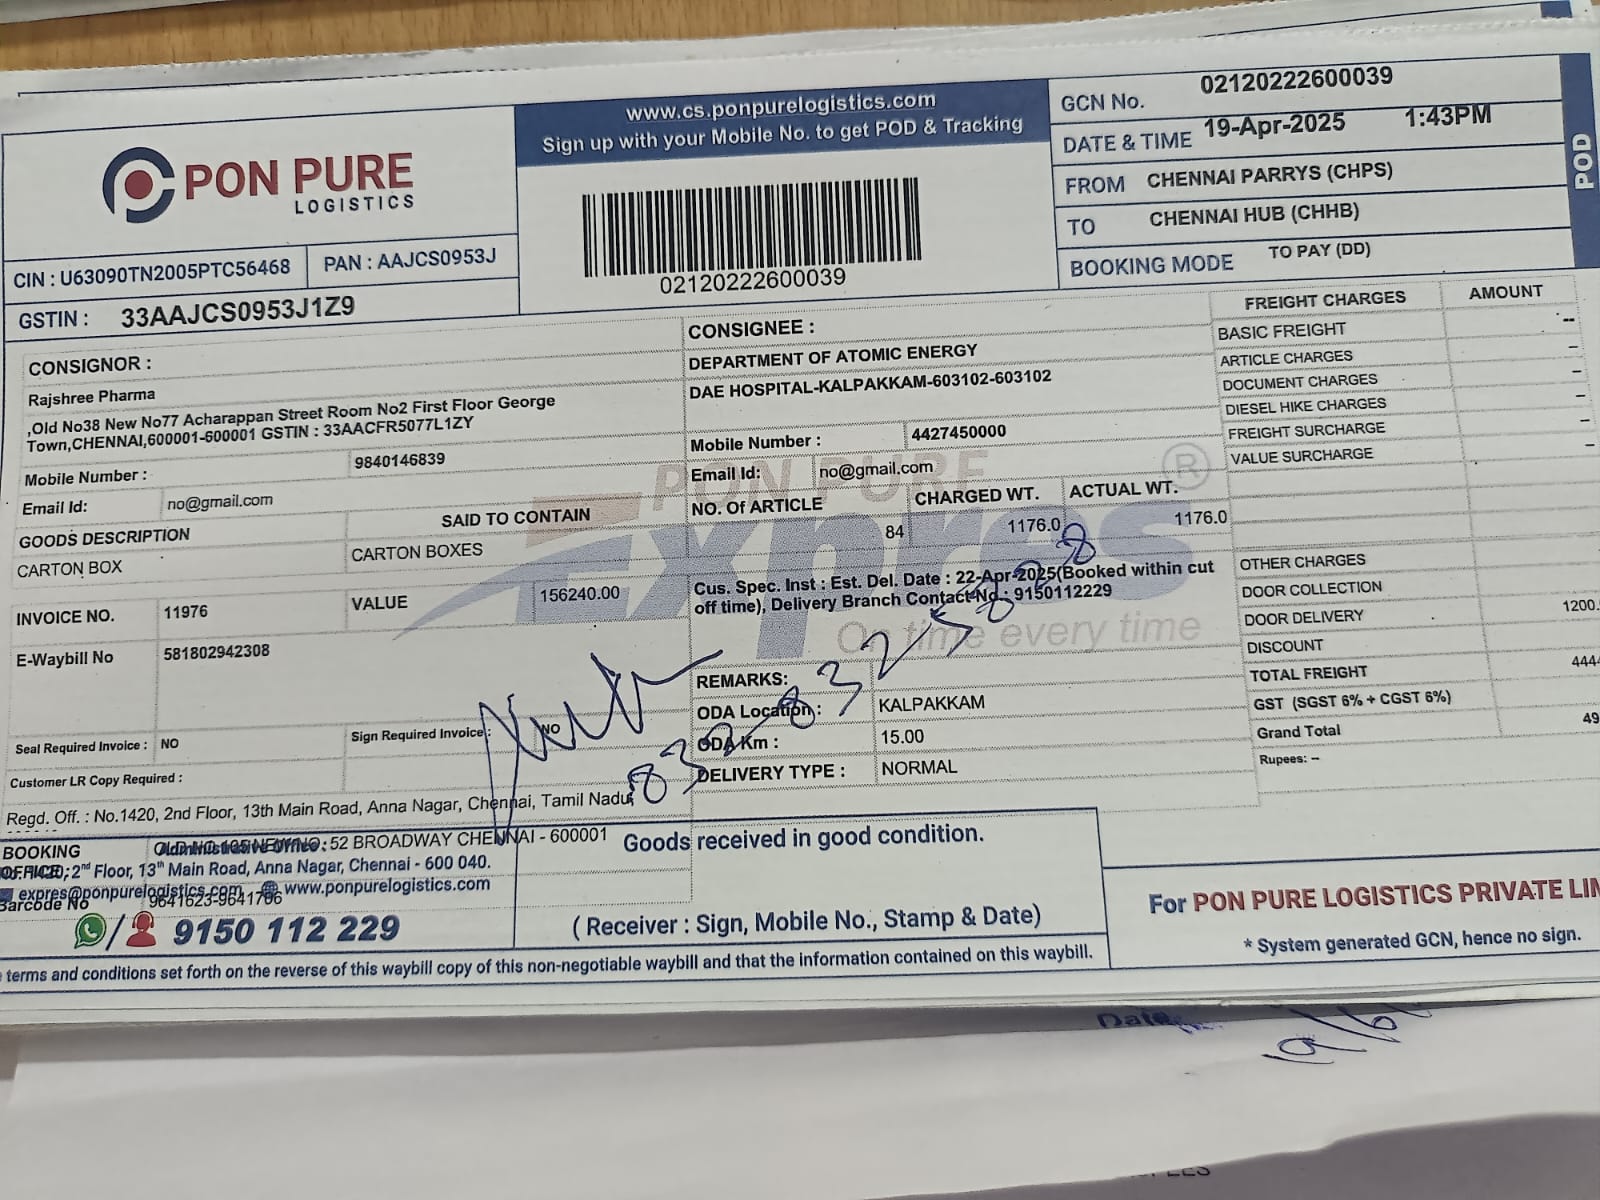 PON PURE
LOGISTICS
www.cs.ponpurelogistics.com
Sign up with your Mobile No. to get POD & Tracking
02120222600039
GCN No. 02120222600039
DATE & TIME 19-Apr-2025 1:43PM
FROM CHENNAI PARRYS (CHPS)
TO CHENNAI HUB (CHHB)
BOOKING MODE TO PAY (DD)
POD
CIN : U63090TN2005PTC56468 PAN : AAJCS0953J
GSTIN : 33AAJCS0953J1Z9
CONSIGNOR :
Rajshree Pharma
,Old No38 New No77 Acharappan Street Room No2 First Floor George
Town,CHENNAI,600001-600001 GSTIN : 33AACFR5077L1ZY
Mobile Number : 9840146839
Email Id: no@gmail.com
GOODS DESCRIPTION SAID TO CONTAIN
CARTON BOX CARTON BOXES
INVOICE NO. 11976 VALUE 156240.00
E-Waybill No 581802942308
Seal Required Invoice : NO Sign Required Invoice: NO
Customer LR Copy Required :
CONSIGNEE :
DEPARTMENT OF ATOMIC ENERGY
DAE HOSPITAL-KALPAKKAM-603102-603102
Mobile Number : 4427450000
Email Id: no@gmail.com
NO. Of ARTICLE CHARGED WT. ACTUAL WT.
84 1176.0 1176.0
PON PURE
Expres
®
On time every time
Cus. Spec. Inst : Est. Del. Date : 22-Apr-2025(Booked within cut
off time), Delivery Branch Contact No : 9150112229
REMARKS:
ODA Location : KALPAKKAM
ODA Km : 15.00
DELIVERY TYPE : NORMAL
FREIGHT CHARGES AMOUNT
BASIC FREIGHT --
ARTICLE CHARGES –
DOCUMENT CHARGES –
DIESEL HIKE CHARGES –
FREIGHT SURCHARGE –
VALUE SURCHARGE –
OTHER CHARGES
DOOR COLLECTION
DOOR DELIVERY 1200.
DISCOUNT
TOTAL FREIGHT 444
GST (SGST 6% + CGST 6%)
Grand Total 49
Rupees: –
Regd. Off. : No.1420, 2nd Floor, 13th Main Road, Anna Nagar, Chennai, Tamil Nadu,
BOOKING
OFFICE: NO: 52 BROADWAY CHENNAI - 600001
Administrative Office :
2nd Floor, 13th Main Road, Anna Nagar, Chennai - 600 040.
expres@ponpurelogistics.com www.ponpurelogistics.com
Barcode No 9641623-9641706
9150 112 229
Goods received in good condition.
( Receiver : Sign, Mobile No., Stamp & Date)
For PON PURE LOGISTICS PRIVATE LIM
* System generated GCN, hence no sign.
terms and conditions set forth on the reverse of this waybill copy of this non-negotiable waybill and that the information contained on this waybill.
Date